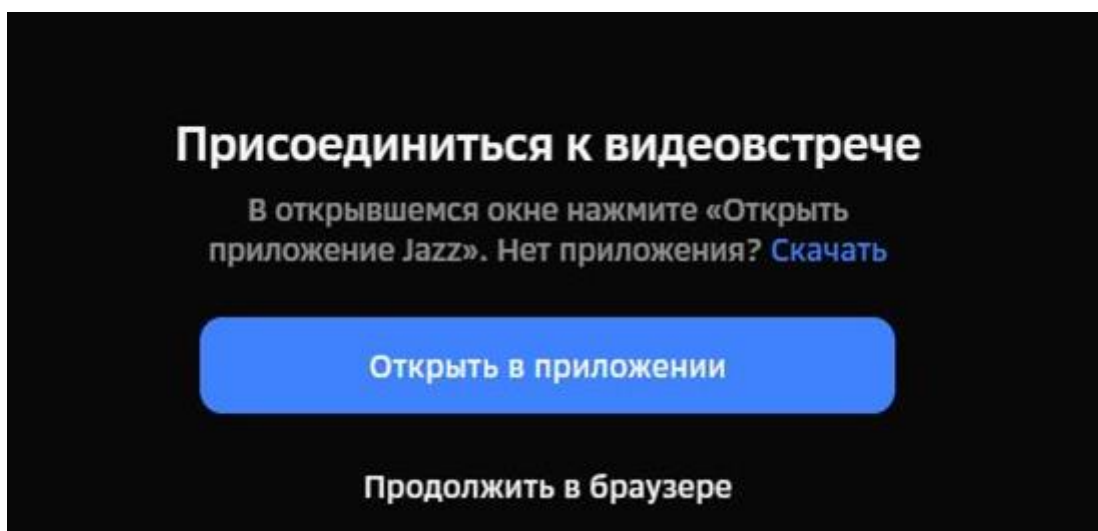 Присоединиться к видеовстрече
В открывшемся окне нажмите «Открыть
приложение Jazz». Нет приложения? Скачать
Открыть в приложении
Продолжить в браузере